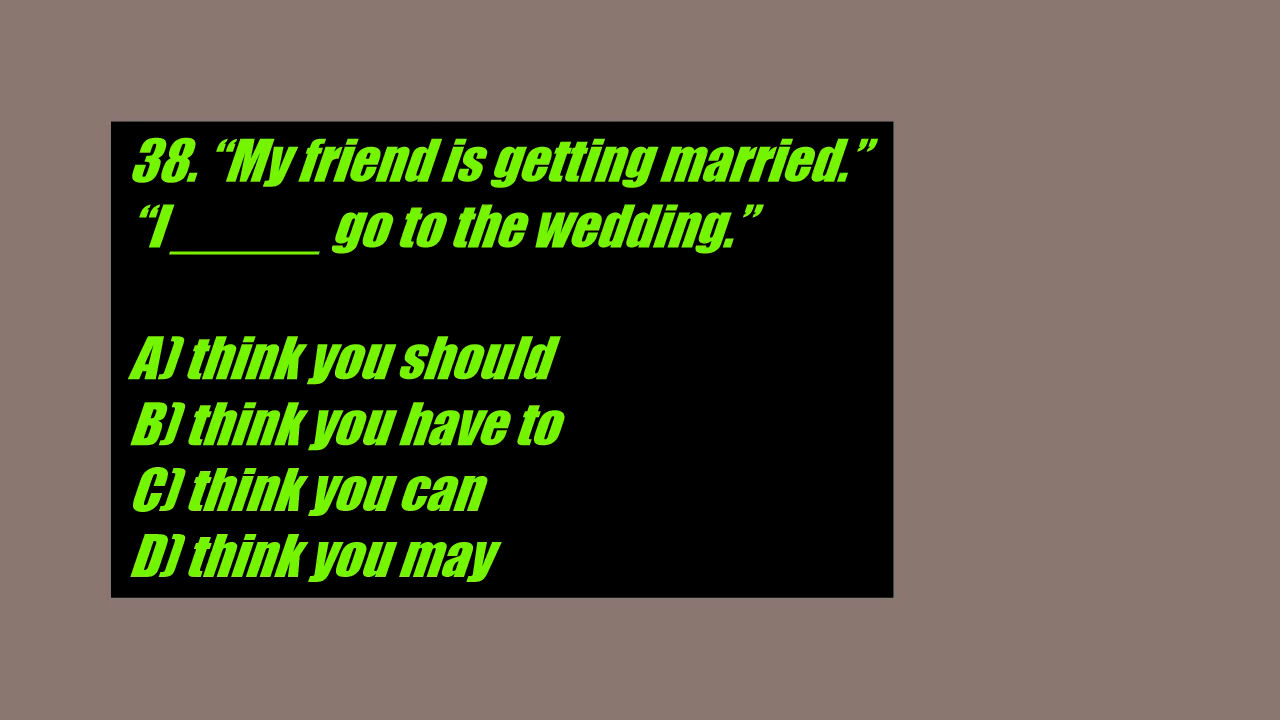 38. “My friend is getting married.”
“I______ go to the wedding.”
A) think you should
B) think you have to
C) think you can
D) think you may